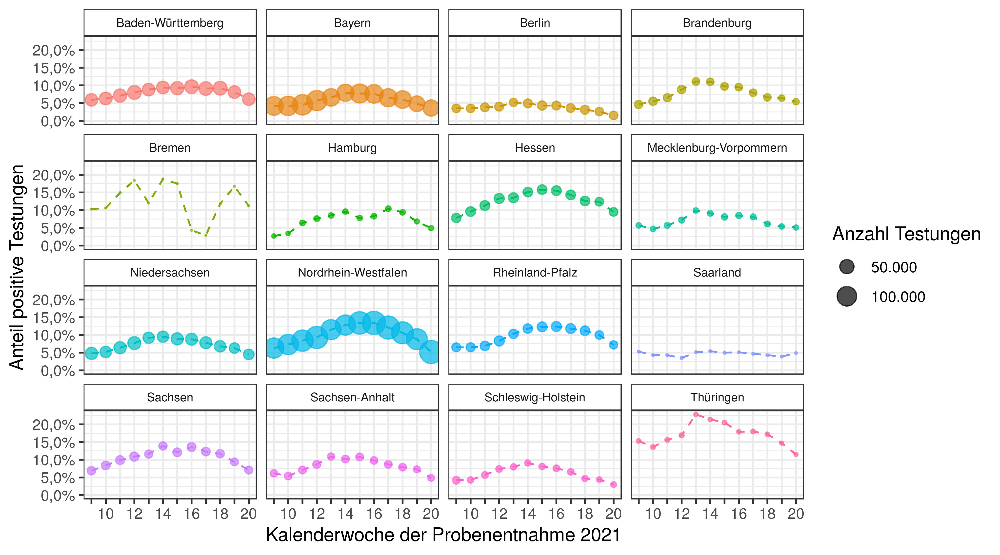 Baden-Württemberg
Bayern
Berlin
Brandenburg
20,0%
15,0%
10,0%
5,0%
0,0%
Bremen
Hamburg
Hessen
Mecklenburg-Vorpommern
20,0%
15,0%
10,0%
5,0%
0,0%
Niedersachsen
Nordrhein-Westfalen
Rheinland-Pfalz
Saarland
20,0%
15,0%
10,0%
5,0%
0,0%
Sachsen
Sachsen-Anhalt
Schleswig-Holstein
Thüringen
20,0%
15,0%
10,0%
5,0%
0,0%
10 12 14 16 18 20
10 12 14 16 18 20
10 12 14 16 18 20
10 12 14 16 18 20
Kalenderwoche der Probenentnahme 2021
Anteil positive Testungen
Anzahl Testungen
50.000
100.000